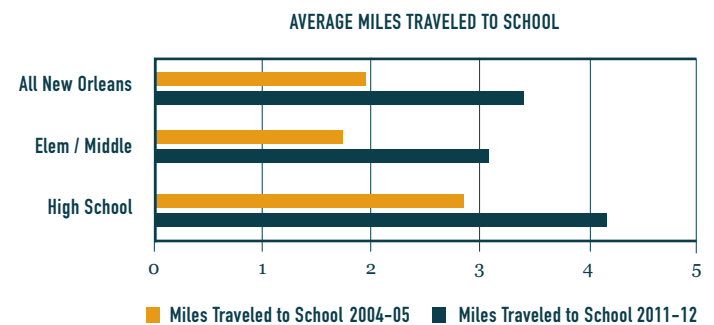 AVERAGE MILES TRAVELED TO SCHOOL
All New Orleans
Elem / Middle
High School
0 1 2 3 4 5
Miles Traveled to School 2004-05 Miles Traveled to School 2011-12